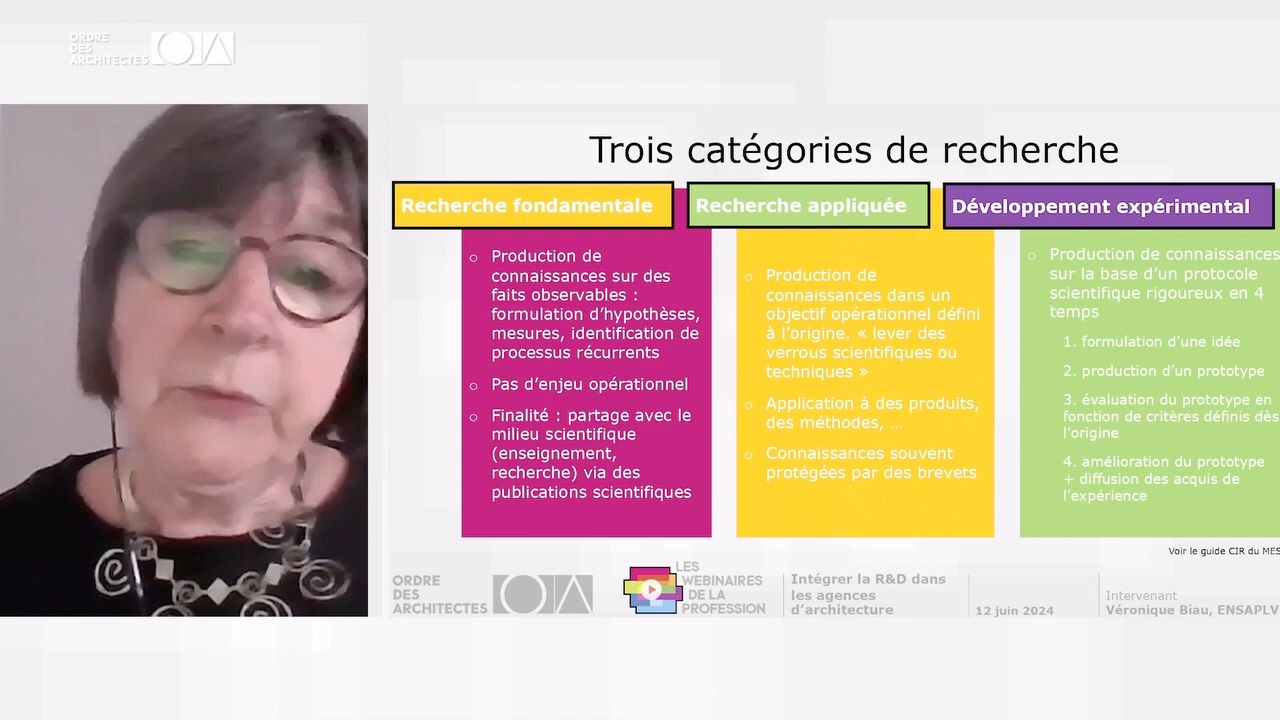 ORDRE
DES
ARCHITECTES
Trois catégories de recherche
Recherche fondamentale
Recherche appliquée
Développement expérimental
o Production de
connaissances sur des
faits observables :
formulation d’hypothèses,
mesures, identification de
processus récurrents
o Pas d’enjeu opérationnel
o Finalité : partage avec le
milieu scientifique
(enseignement,
recherche) via des
publications scientifiques
o Production de
connaissances dans un
objectif opérationnel défini
à l’origine. « lever des
verrous scientifiques ou
techniques »
o Application à des produits,
des méthodes, …
o Connaissances souvent
protégées par des brevets
o Production de connaissances
sur la base d’un protocole
scientifique rigoureux en 4
temps
1. formulation d’une idée
2. production d’un prototype
3. évaluation du prototype en
fonction de critères définis dès
l’origine
4. amélioration du prototype
+ diffusion des acquis de
l’expérience
Voir le guide CIR du MES
ORDRE
DES
ARCHITECTES
LES
WEBINAIRES
DE LA
PROFESSION
Intégrer la R&D dans
les agences
d’architecture
12 juin 2024
Intervenant
Véronique Biau, ENSAPLV